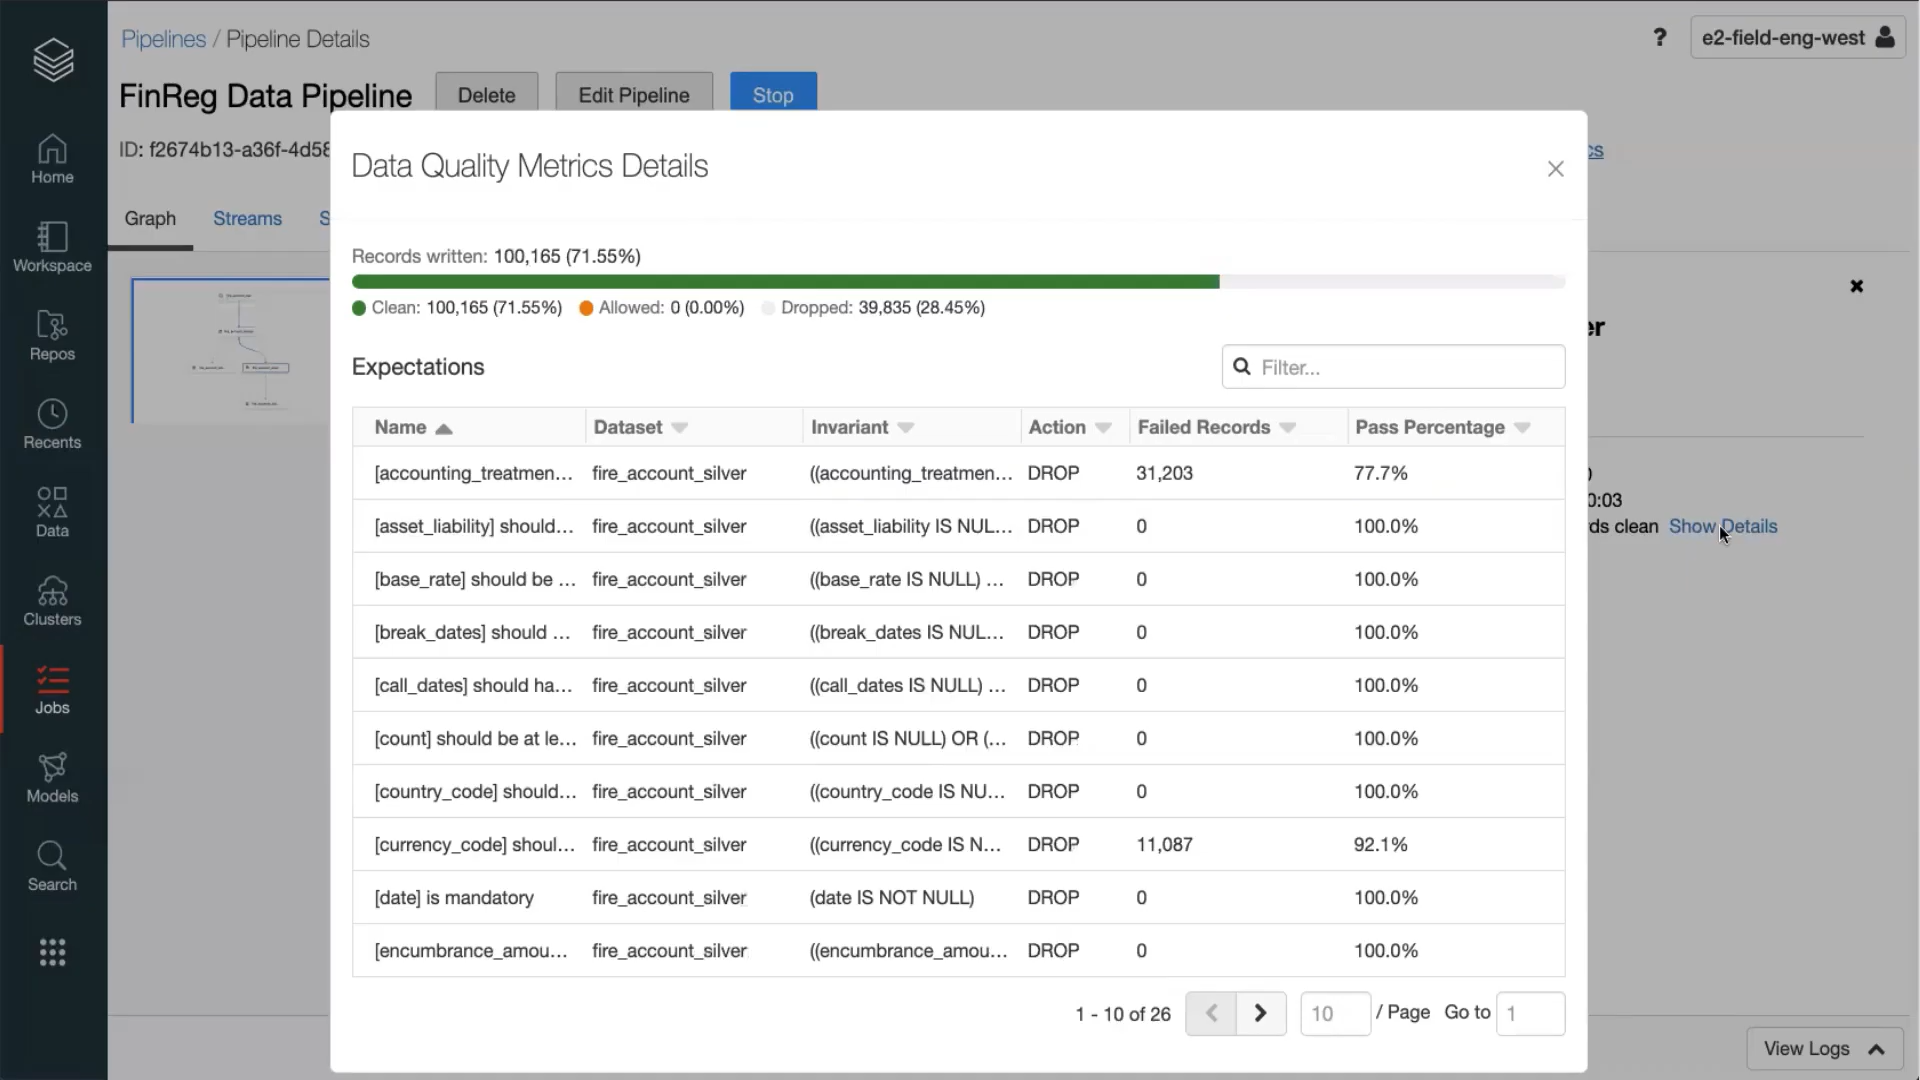 Pipelines / Pipeline Details
? e2-field-eng-west
FinReg Data Pipeline Delete Edit Pipeline Stop
ID: f2674b13-a36f-4d58
cs
Graph Streams S
Home
Workspace
Repos
Recents
Data
Clusters
Jobs
Models
Search
Data Quality Metrics Details
Records written: 100,165 (71.55%)
Clean: 100,165 (71.55%) Allowed: 0 (0.00%) Dropped: 39,835 (28.45%)
Expectations Filter...
Name Dataset Invariant Action Failed Records Pass Percentage
[accounting_treatmen... fire_account_silver ((accounting_treatmen... DROP 31,203 77.7%
[asset_liability] should... fire_account_silver ((asset_liability IS NUL... DROP 0 100.0%
[base_rate] should be ... fire_account_silver ((base_rate IS NULL) ... DROP 0 100.0%
[break_dates] should ... fire_account_silver ((break_dates IS NUL... DROP 0 100.0%
[call_dates] should ha... fire_account_silver ((call_dates IS NULL) ... DROP 0 100.0%
[count] should be at le... fire_account_silver ((count IS NULL) OR (... DROP 0 100.0%
[country_code] should... fire_account_silver ((country_code IS NU... DROP 0 100.0%
[currency_code] shoul... fire_account_silver ((currency_code IS N... DROP 11,087 92.1%
[date] is mandatory fire_account_silver (date IS NOT NULL) DROP 0 100.0%
[encumbrance_amou... fire_account_silver ((encumbrance_amou... DROP 0 100.0%
1 - 10 of 26 10 / Page Go to 1
er
0:03
ds clean Show Details
View Logs